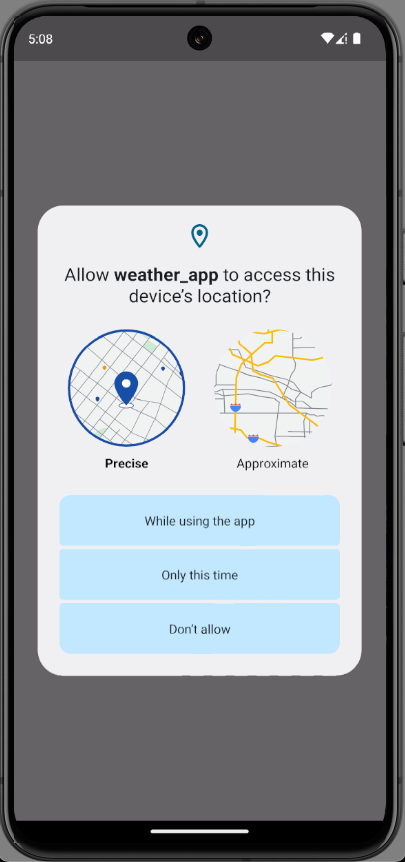 5:08
Allow weather_app to access this
device's location?
Precise
Approximate
While using the app
Only this time
Don't allow